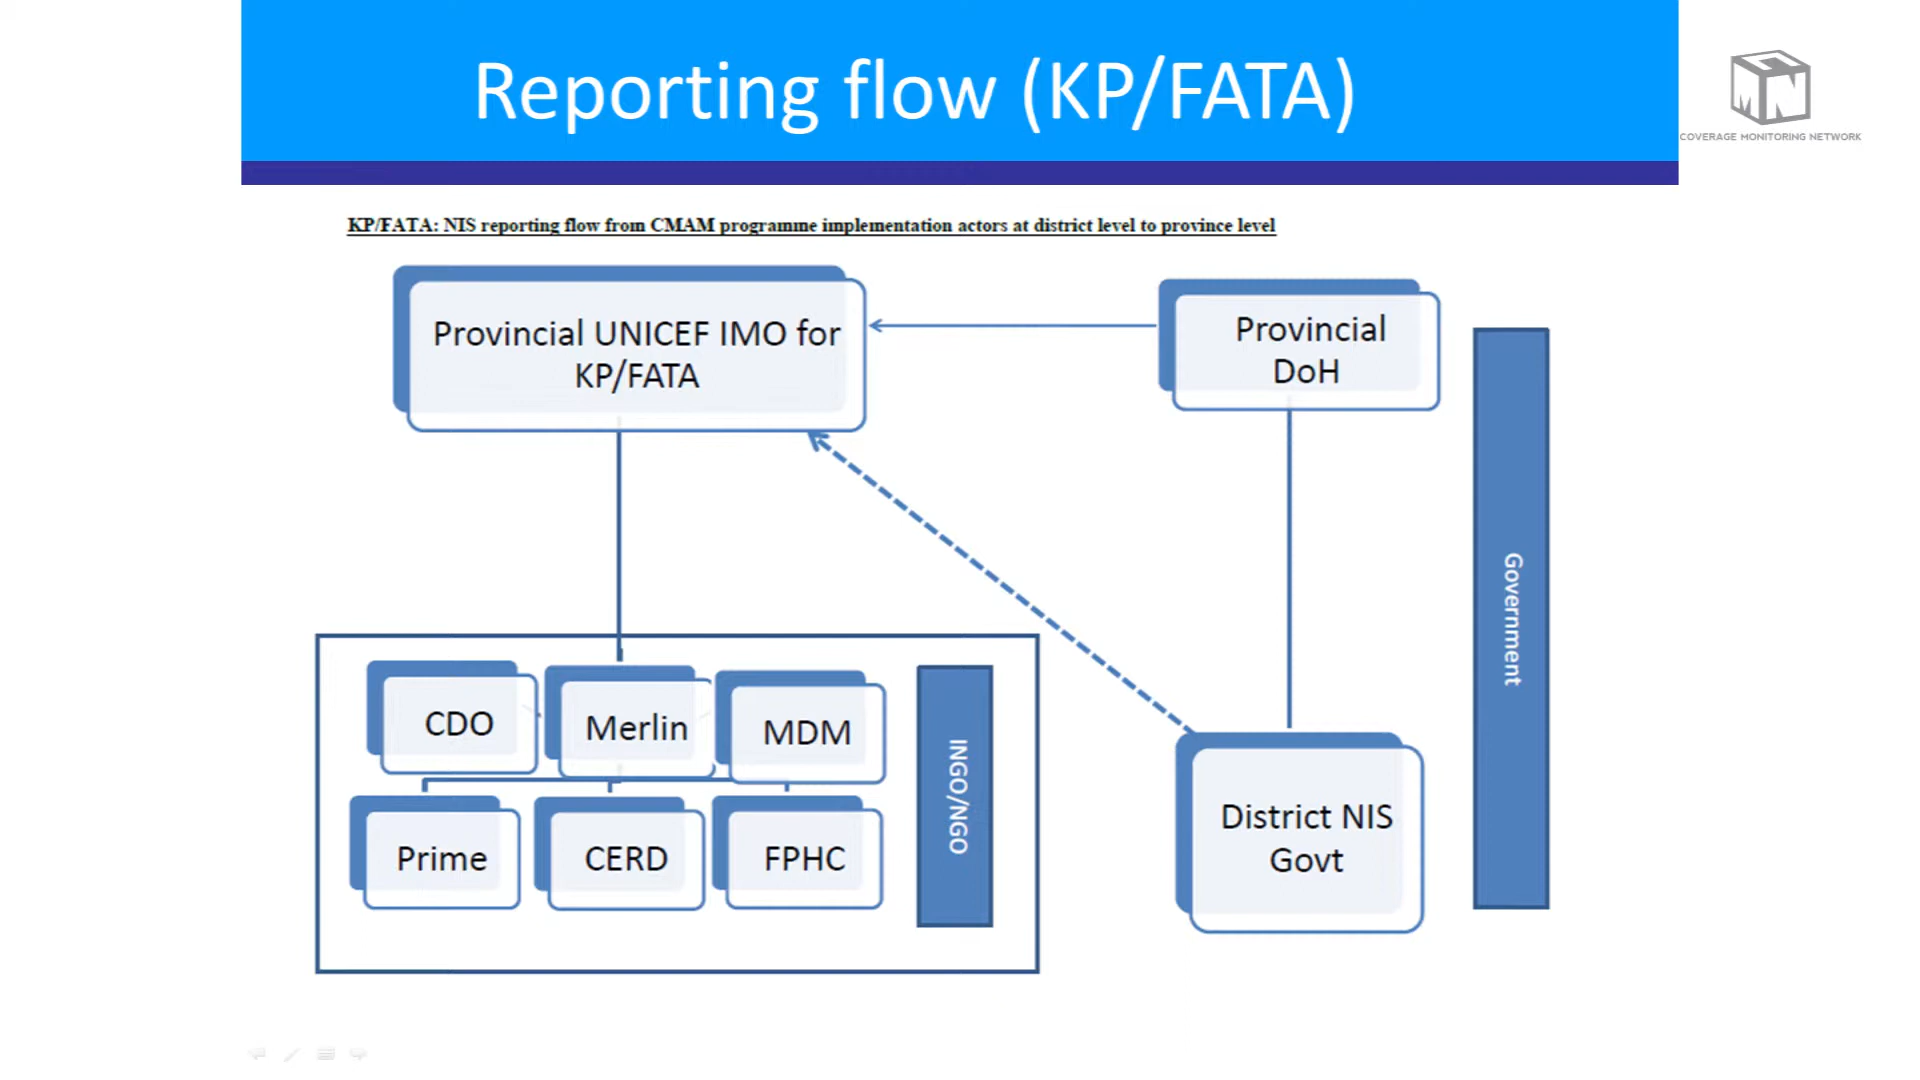 Reporting flow (KP/FATA)
COVERAGE MONITORING NETWORK
KP/FATA: NIS reporting flow from CMAM programme implementation actors at district level to province level
Provincial UNICEF IMO for
KP/FATA
Provincial
DoH
Government
CDO
Merlin
MDM
INGO/NGO
Prime
CERD
FPHC
District NIS
Govt